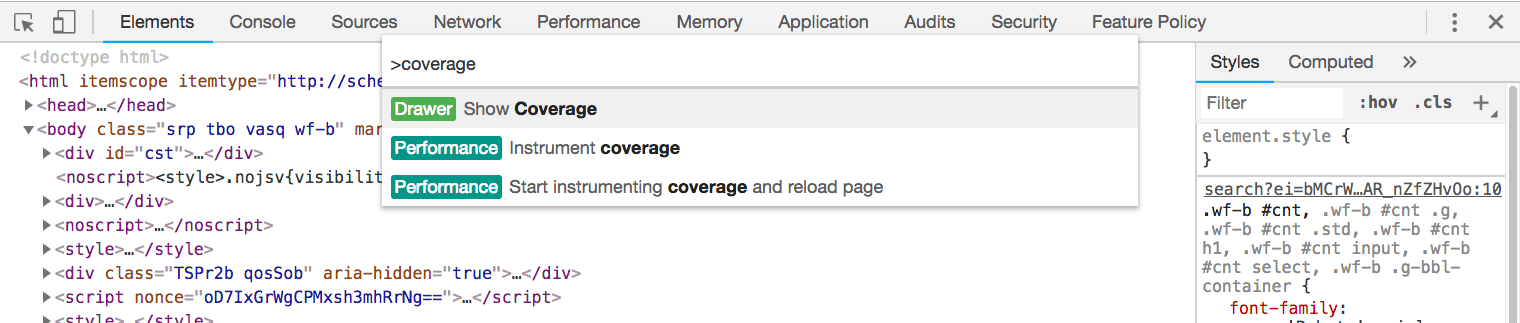 Elements Console Sources Network Performance Memory Application Audits Security Feature Policy
>coverage
Drawer Show Coverage
Performance Instrument coverage
Performance Start instrumenting coverage and reload page
<!doctype html>
<html itemscope itemtype="http://sche
▶<head>…</head>
▼<body class="srp tbo vasq wf-b" mar
▶<div id="cst">…</div>
<noscript><style>.nojsv{visibilit
▶<div>…</div>
▶<noscript>…</noscript>
▶<style>…</style>
▶<div class="TSPr2b qosSob" aria-hidden="true">…</div>
▶<script nonce="oD7IxGrWgCPMxsh3mhRrNg==">…</script>
▶<style>…</style>
Styles Computed »
Filter :hov .cls +
element.style {
}
search?ei=bMCrW…AR_nZfZHvOo:10
.wf-b #cnt, .wf-b #cnt .g,
.wf-b #cnt .std, .wf-b #cnt
h1, .wf-b #cnt input, .wf-b
#cnt select, .wf-b .g-bbl-
container {
font-family: